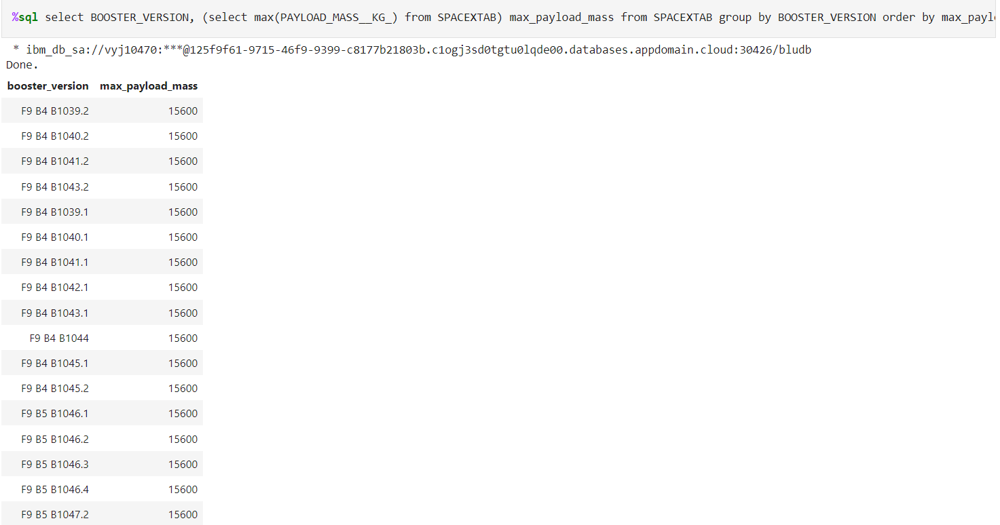 %sql select BOOSTER_VERSION, (select max(PAYLOAD_MASS__KG_) from SPACEXTAB) max_payload_mass from SPACEXTAB group by BOOSTER_VERSION order by max_payl
* ibm_db_sa://vyj10470:***@125f9f61-9715-46f9-9399-c8177b21803b.c1ogj3sd0tgtu0lqde00.databases.appdomain.cloud:30426/bludb
Done.
booster_version max_payload_mass
F9 B4 B1039.2 15600
F9 B4 B1040.2 15600
F9 B4 B1041.2 15600
F9 B4 B1043.2 15600
F9 B4 B1039.1 15600
F9 B4 B1040.1 15600
F9 B4 B1041.1 15600
F9 B4 B1042.1 15600
F9 B4 B1043.1 15600
F9 B4 B1044 15600
F9 B4 B1045.1 15600
F9 B4 B1045.2 15600
F9 B5 B1046.1 15600
F9 B5 B1046.2 15600
F9 B5 B1046.3 15600
F9 B5 B1046.4 15600
F9 B5 B1047.2 15600